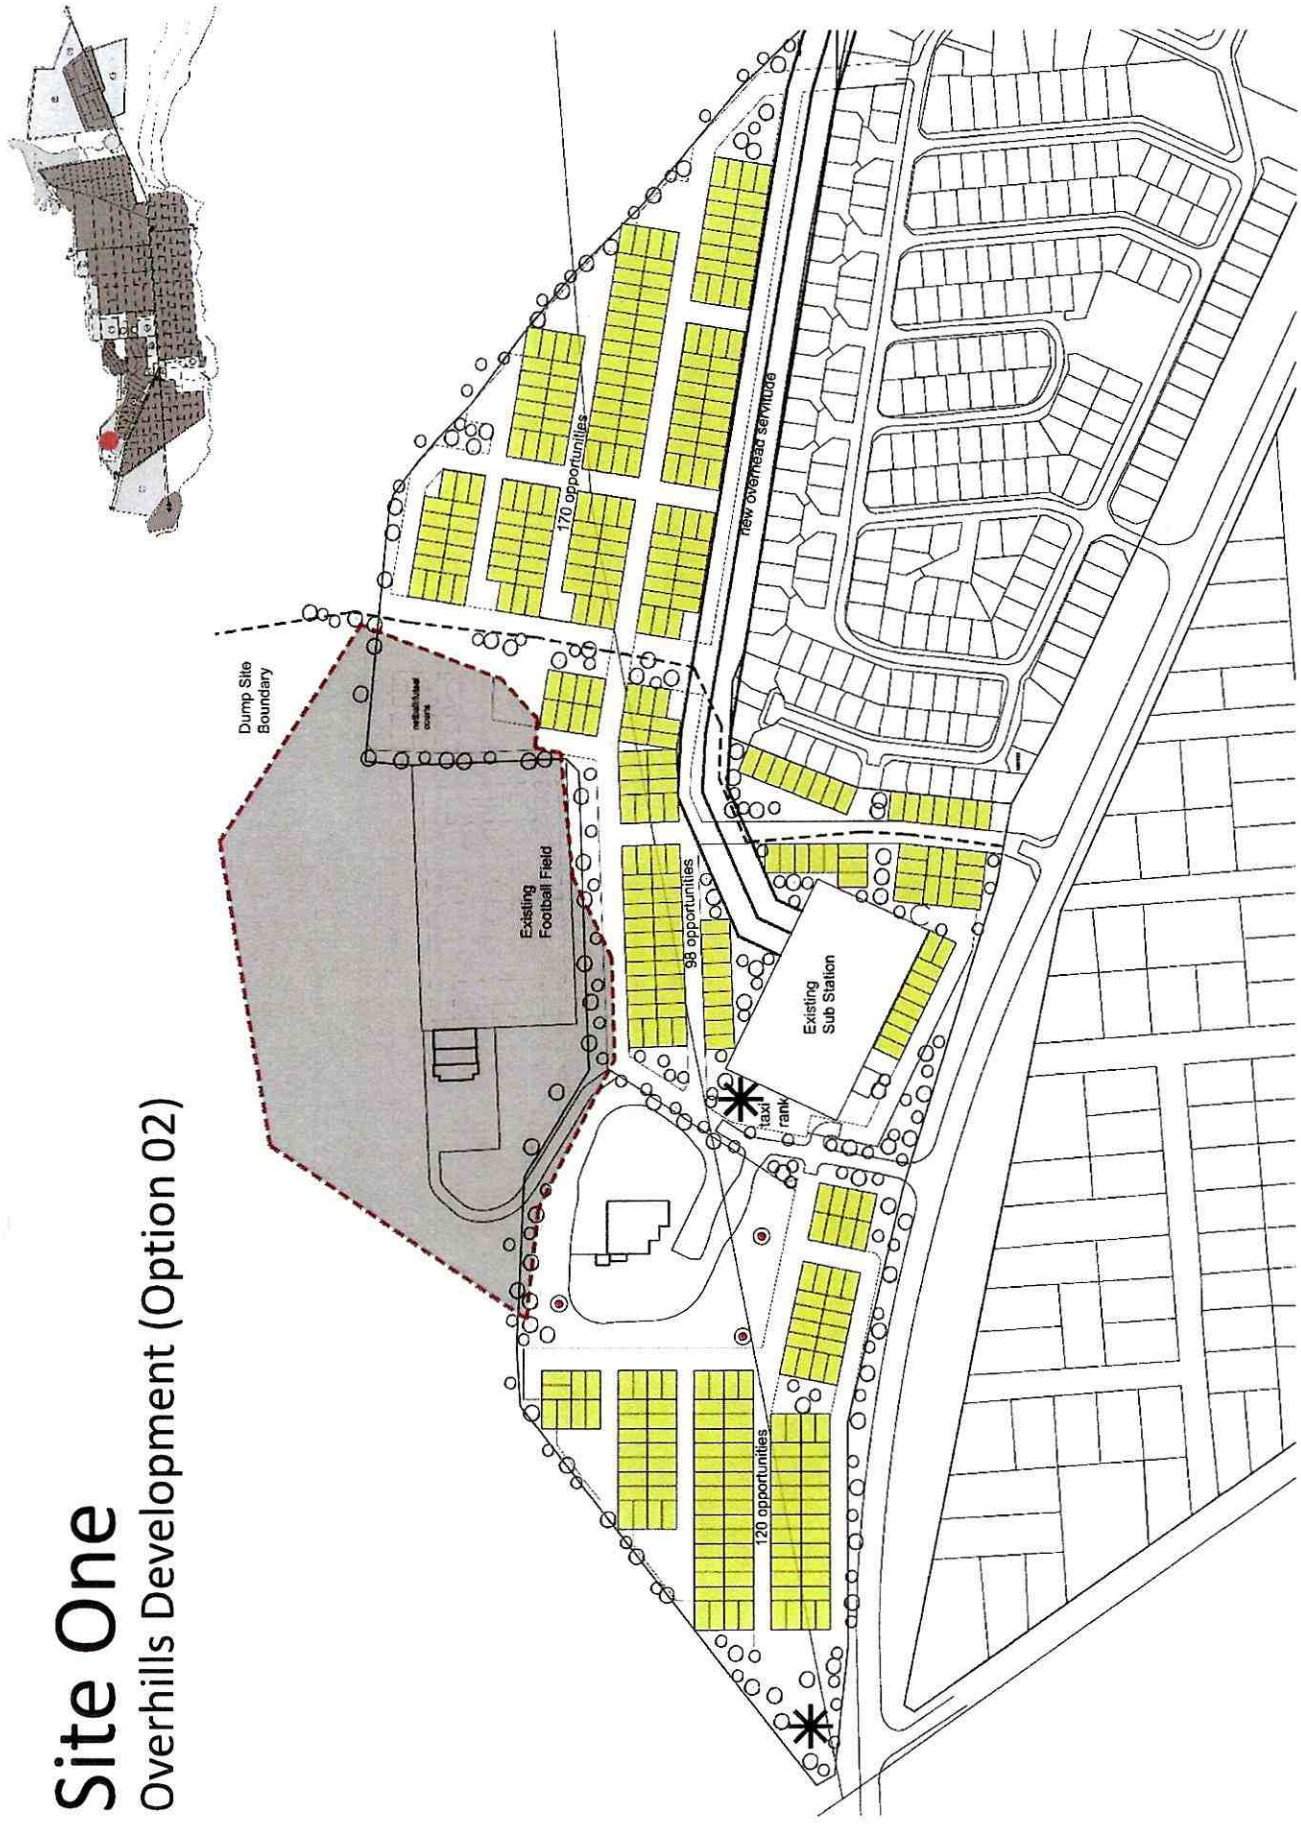 Site One
Overhills Development (Option 02)
Dump Site
Boundary
netball/futsal
courts
Existing
Football Field
170 opportunities
new overhead servitude
98 opportunities
Existing
Sub Station
taxi
rank
120 opportunities